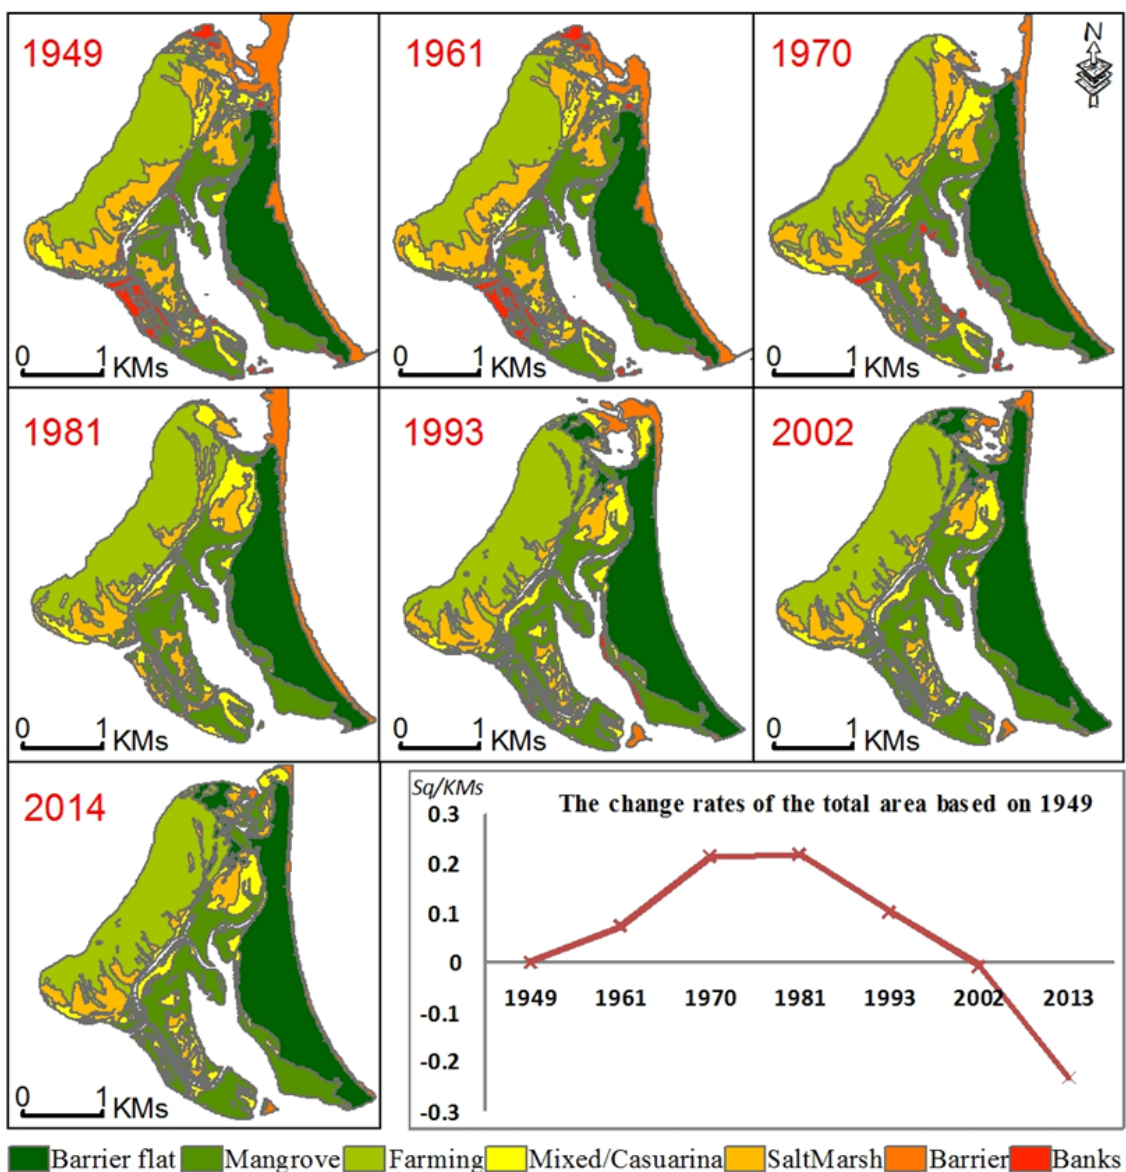 1949
0 1 KMs
1961
0 1 KMs
1970
N
0 1 KMs
1981
0 1 KMs
1993
0 1 KMs
2002
0 1 KMs
2014
0 1 KMs
Sq/KMs
The change rates of the total area based on 1949
0.3
0.2
0.1
0
-0.1
-0.2
-0.3
1949 1961 1970 1981 1993 2002 2013
Barrier flat Mangrove Farming Mixed/Casuarina SaltMarsh Barrier Banks